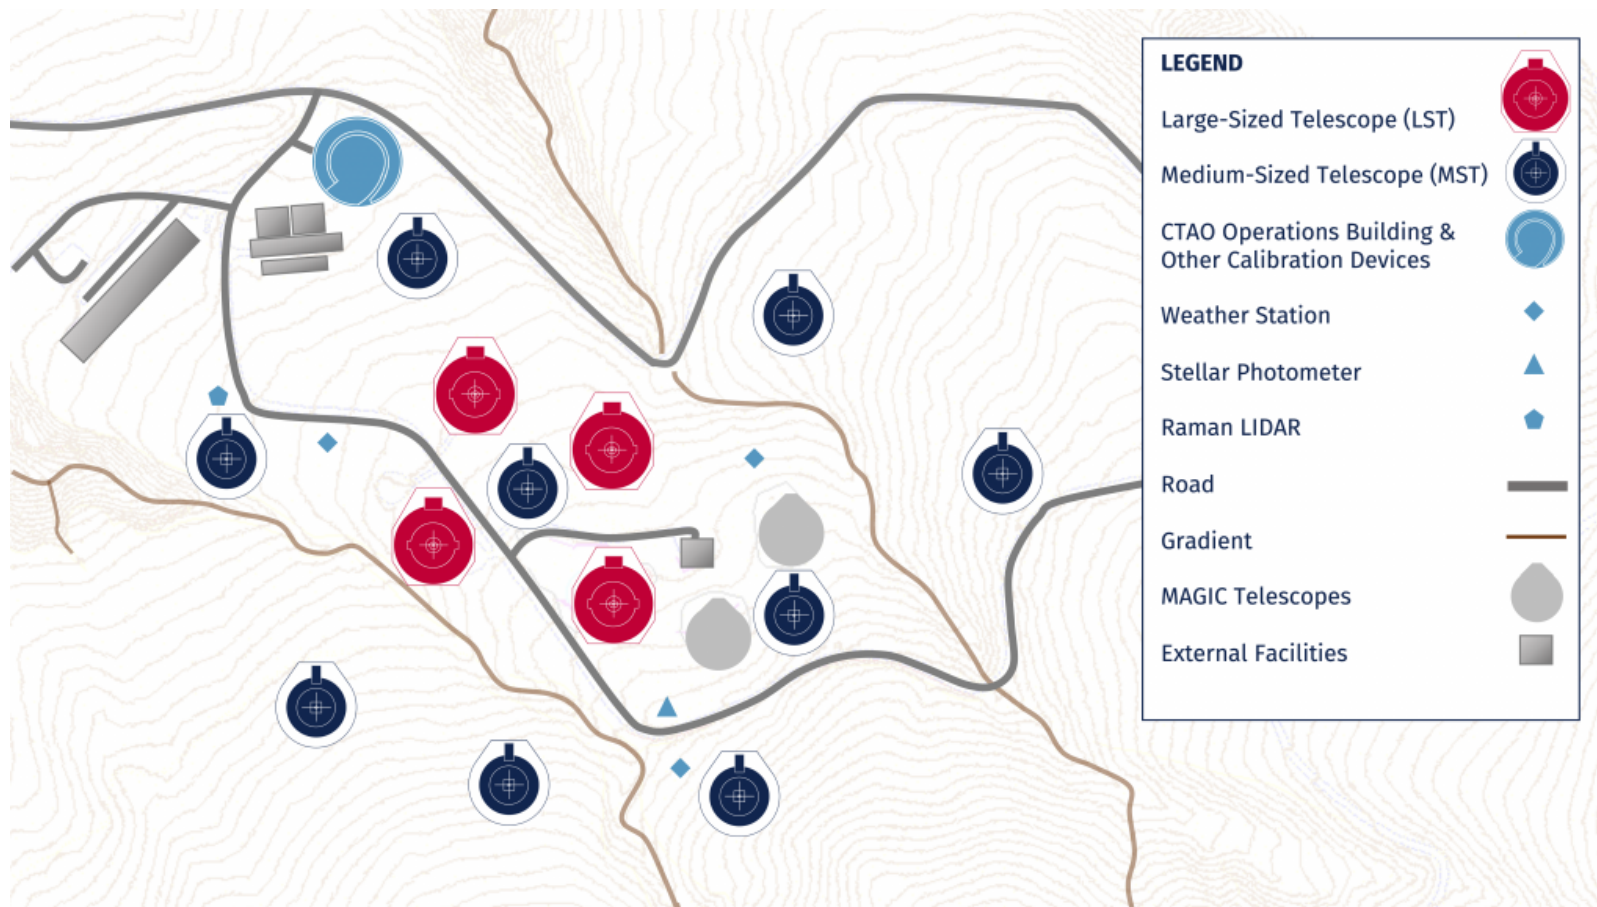 LEGEND
Large-Sized Telescope (LST)
Medium-Sized Telescope (MST)
CTAO Operations Building &
Other Calibration Devices
Weather Station
Stellar Photometer
Raman LIDAR
Road
Gradient
MAGIC Telescopes
External Facilities